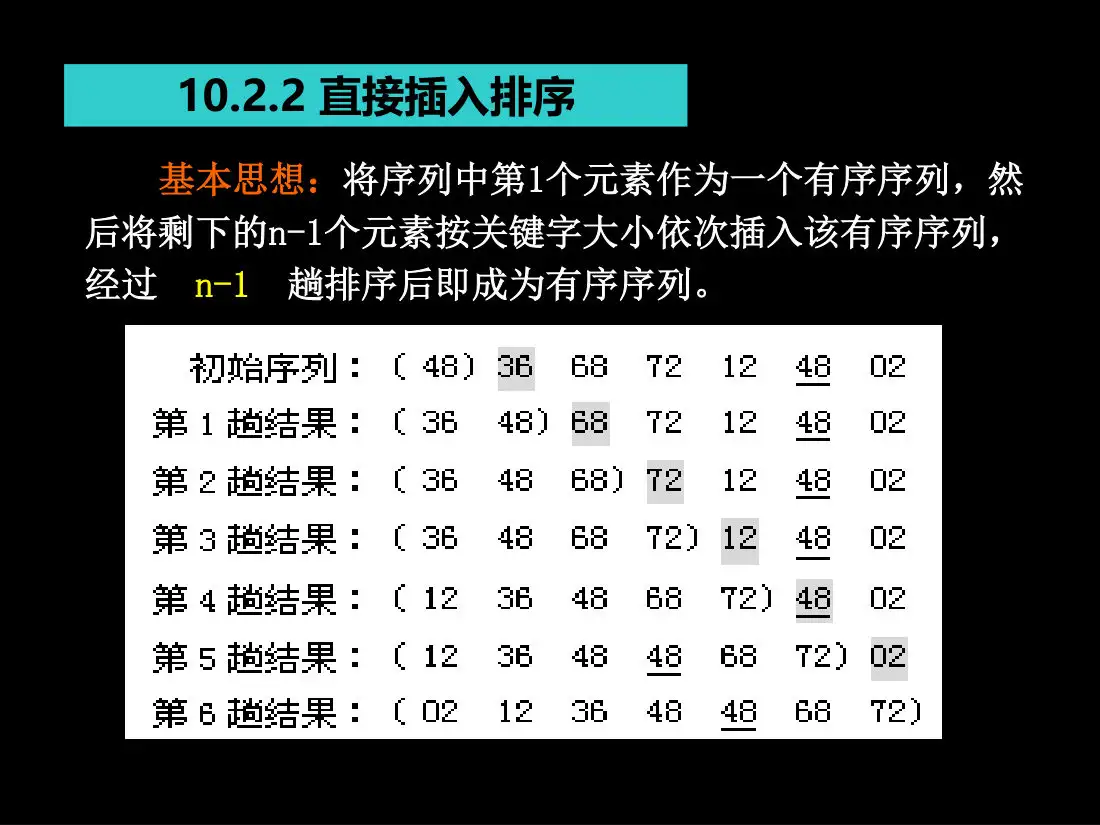 10.2.2 直接插入排序
基本思想：将序列中第1个元素作为一个有序序列，然
后将剩下的n-1个元素按关键字大小依次插入该有序序列，
经过 n-1 趟排序后即成为有序序列。
初始序列：( 48) 36 68 72 12 48 02
第1趟结果：( 36 48) 68 72 12 48 02
第2趟结果：( 36 48 68) 72 12 48 02
第3趟结果：( 36 48 68 72) 12 48 02
第4趟结果：( 12 36 48 68 72) 48 02
第5趟结果：( 12 36 48 48 68 72) 02
第6趟结果：( 02 12 36 48 48 68 72)